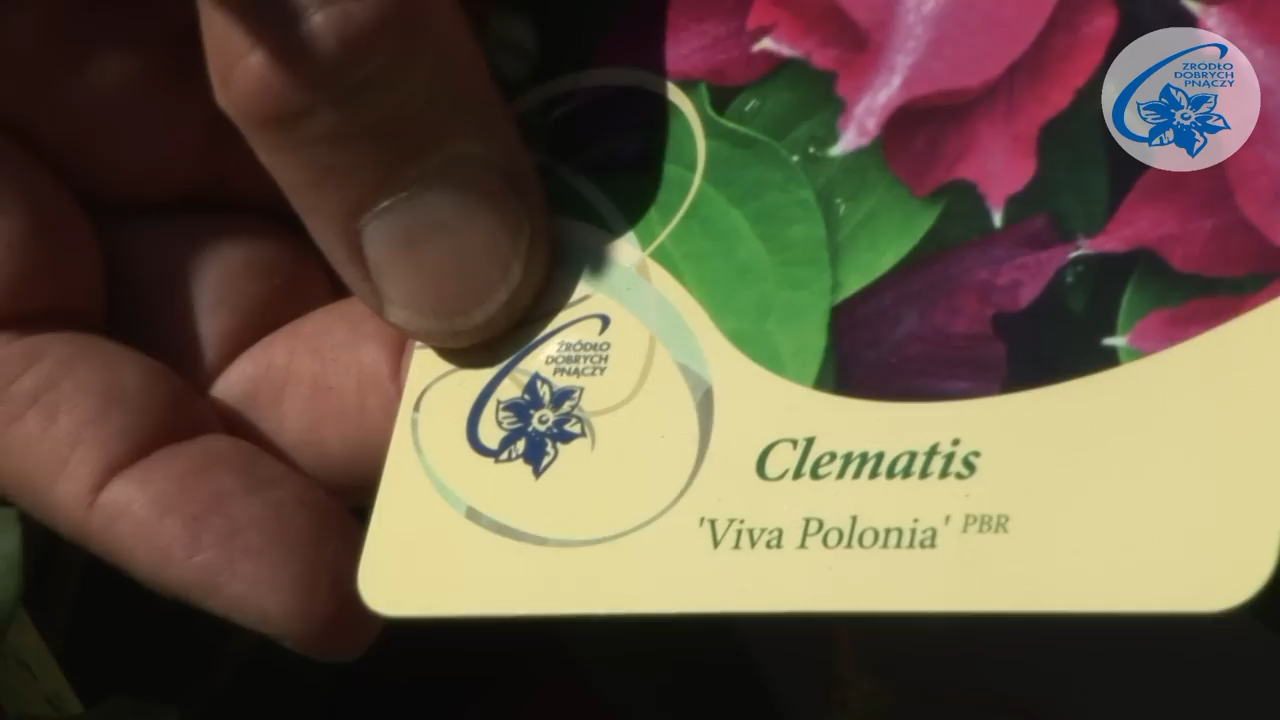 ŹRÓDŁO
DOBRYCH
PNĄCZY
ŹRÓDŁO
DOBRYCH
PNĄCZY
Clematis
'Viva Polonia' PBR